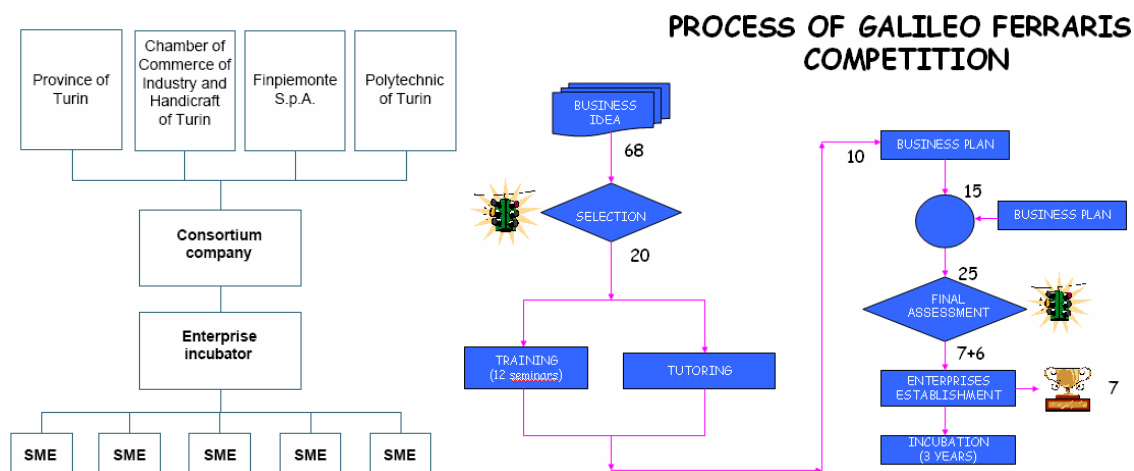 PROCESS OF GALILEO FERRARIS
COMPETITION
Province of
Turin
Chamber of
Commerce of
Industry and
Handicraft
of Turin
Finpiemonte
S.p.A.
Polytechnic
of Turin
Consortium
company
Enterprise
incubator
SME
SME
SME
SME
SME
BUSINESS
IDEA
68
SELECTION
20
TRAINING
(12 seminars)
TUTORING
10
BUSINESS PLAN
15
BUSINESS PLAN
25
FINAL
ASSESSMENT
7+6
ENTERPRISES
ESTABLISHMENT
7
INCUBATION
(3 YEARS)